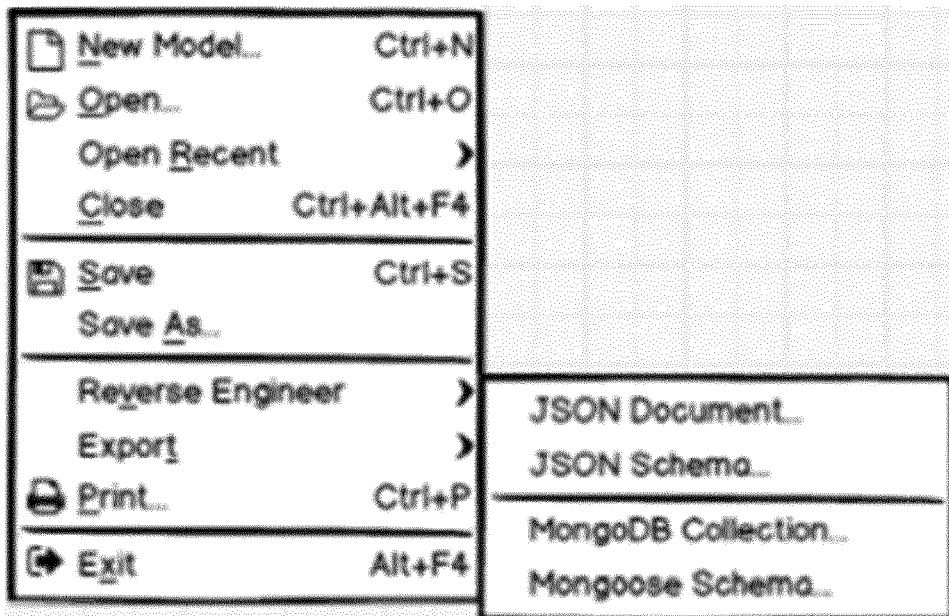 New Model... Ctrl+N
Open... Ctrl+O
Open Recent
Close Ctrl+Alt+F4
Save Ctrl+S
Save As...
Reverse Engineer
Export
Print... Ctrl+P
Exit Alt+F4
JSON Document...
JSON Schema...
MongoDB Collection...
Mongoose Schema...